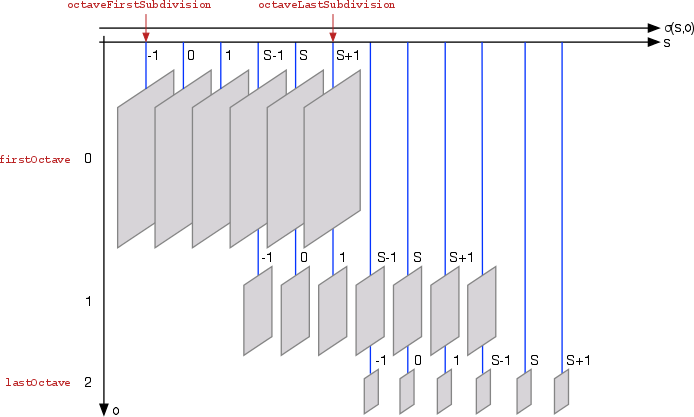 octaveFirstSubdivision octaveLastSubdivision
σ(s,o)
s
-1 0 1 S-1 S S+1
firstOctave 0
-1 0 1 S-1 S S+1
1
-1 0 1 S-1 S S+1
lastOctave 2
o